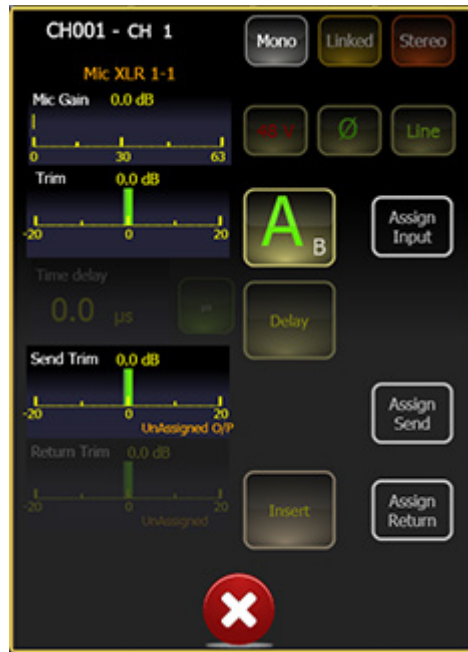 CH001 - CH 1
Mono
Linked
Stereo
Mic XLR 1-1
Mic Gain 0.0 dB
0 30 63
48 V
Ø
Line
Trim 0.0 dB
-20 0 20
A B
Assign
Input
Time delay
0.0 µs
µs
Delay
Send Trim 0.0 dB
-20 0 20
UnAssigned O/P
Assign
Send
Return Trim 0.0 dB
-20 0 20
UnAssigned
Insert
Assign
Return